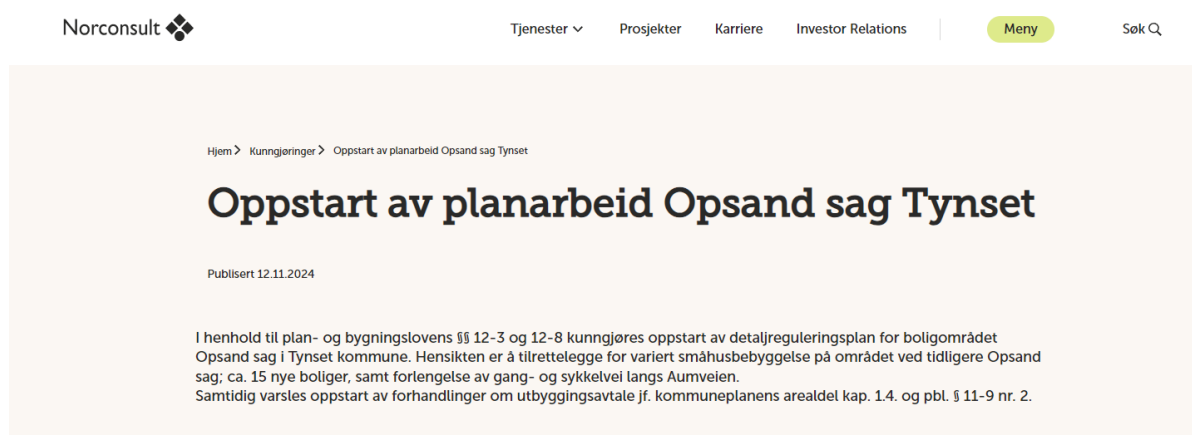 Norconsult
Tjenester Prosjekter Karriere Investor Relations Meny Søk
Hjem Kunngjøringer Oppstart av planarbeid Opsand sag Tynset
Oppstart av planarbeid Opsand sag Tynset
Publisert 12.11.2024
I henhold til plan- og bygningslovens §§ 12-3 og 12-8 kunngjøres oppstart av detaljreguleringsplan for boligområdet
Opsand sag i Tynset kommune. Hensikten er å tilrettelegge for variert småhusbebyggelse på området ved tidligere Opsand
sag; ca. 15 nye boliger, samt forlengelse av gang- og sykkelvei langs Aumveien.
Samtidig varsles oppstart av forhandlinger om utbyggingsavtale jf. kommuneplanens arealdel kap. 1.4. og pbl. § 11-9 nr. 2.